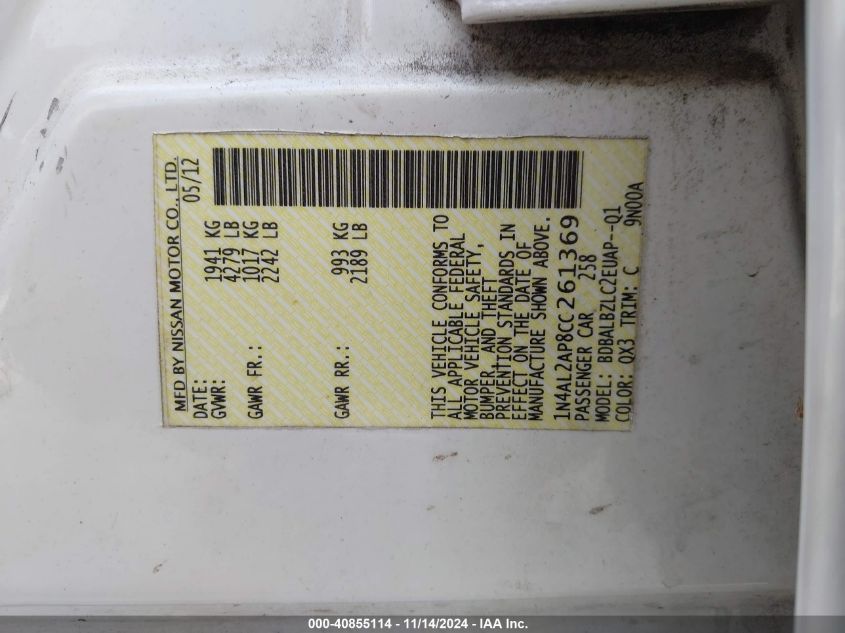 MFD BY NISSAN MOTOR CO., LTD.
DATE: 05/12
GVWR: 1941 KG
4279 LB
GAWR FR.: 1017 KG
2242 LB
GAWR RR.: 993 KG
2189 LB
THIS VEHICLE CONFORMS TO
ALL APPLICABLE FEDERAL
MOTOR VEHICLE SAFETY,
BUMPER, AND THEFT
PREVENTION STANDARDS IN
EFFECT ON THE DATE OF
MANUFACTURE SHOWN ABOVE.
1N4AL2AP8CC261369
PASSENGER CAR 258
MODEL: BDBALBZLC2EUAP--Q1
COLOR: QX3 TRIM: C 9N00A
000-40855114 - 11/14/2024 - IAA Inc.